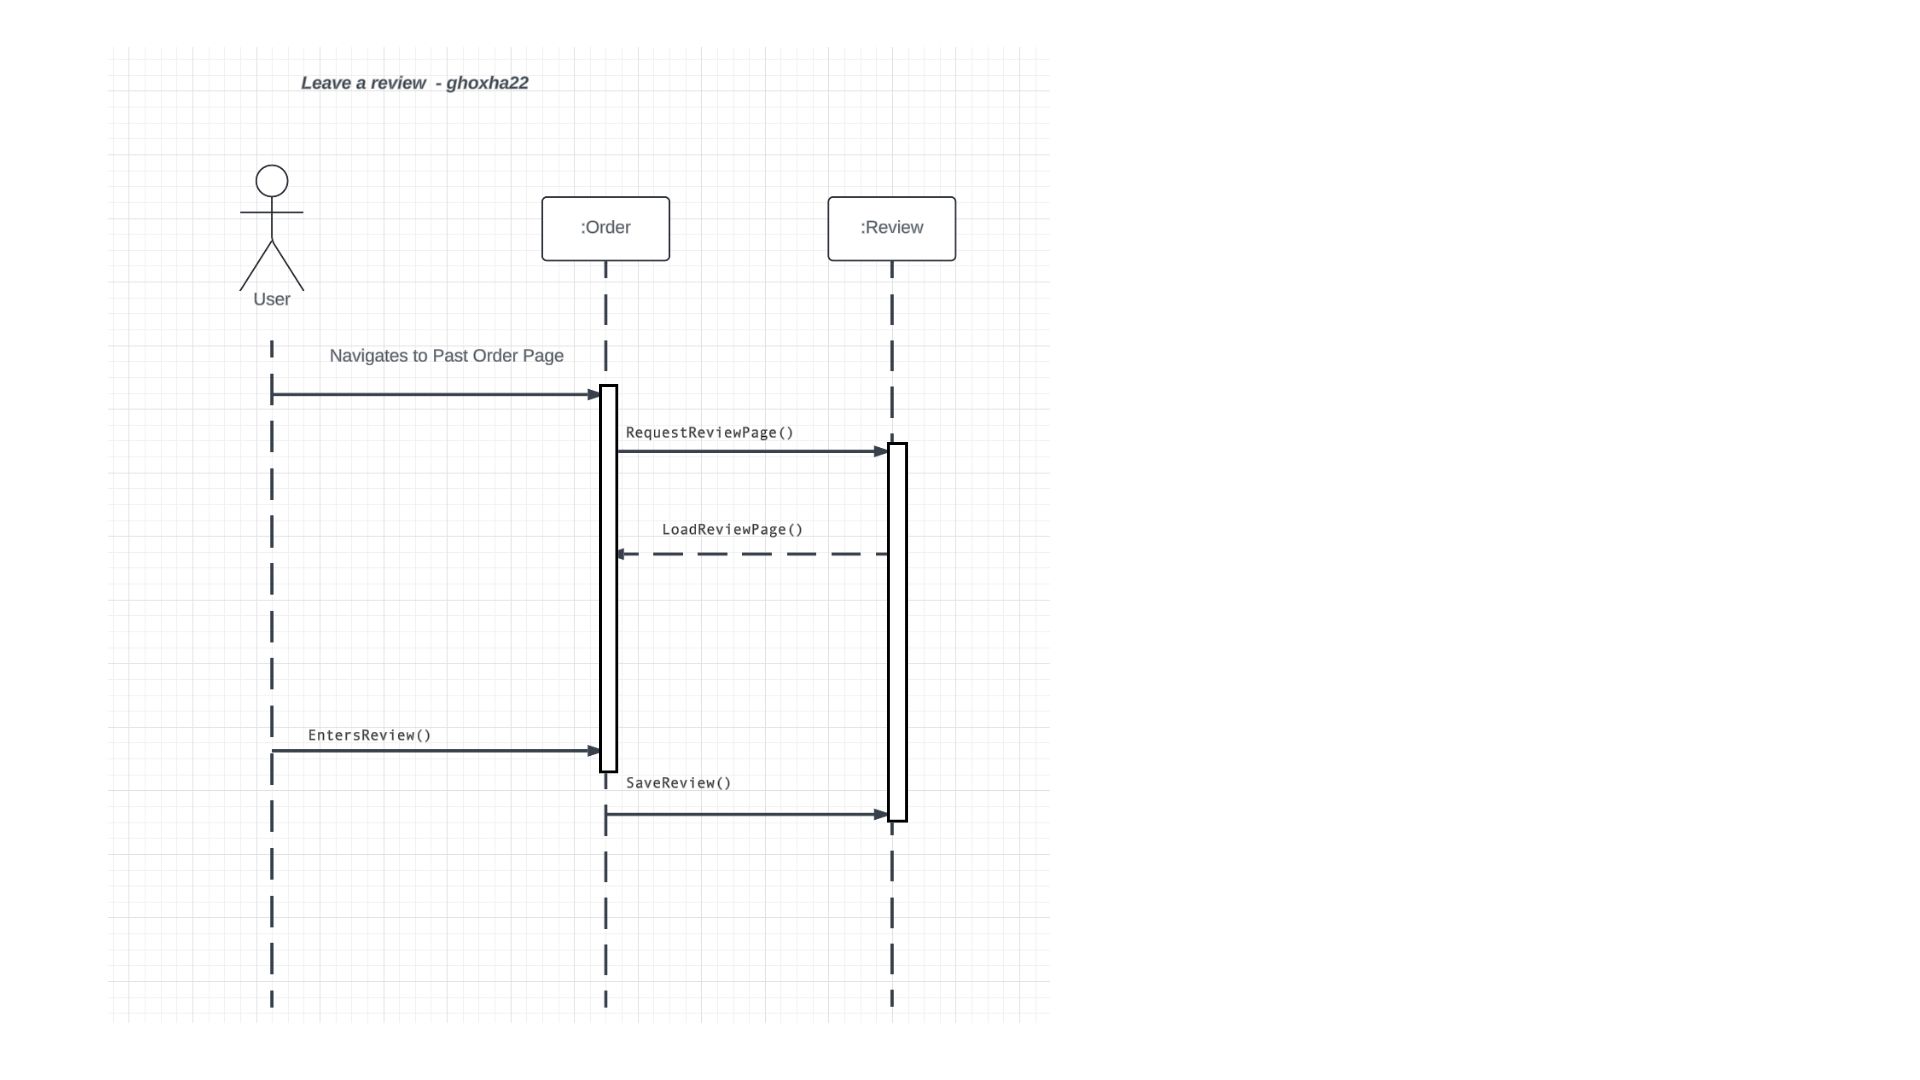 Leave a review - ghoxha22
:Order
:Review
User
Navigates to Past Order Page
RequestReviewPage()
LoadReviewPage()
EntersReview()
SaveReview()